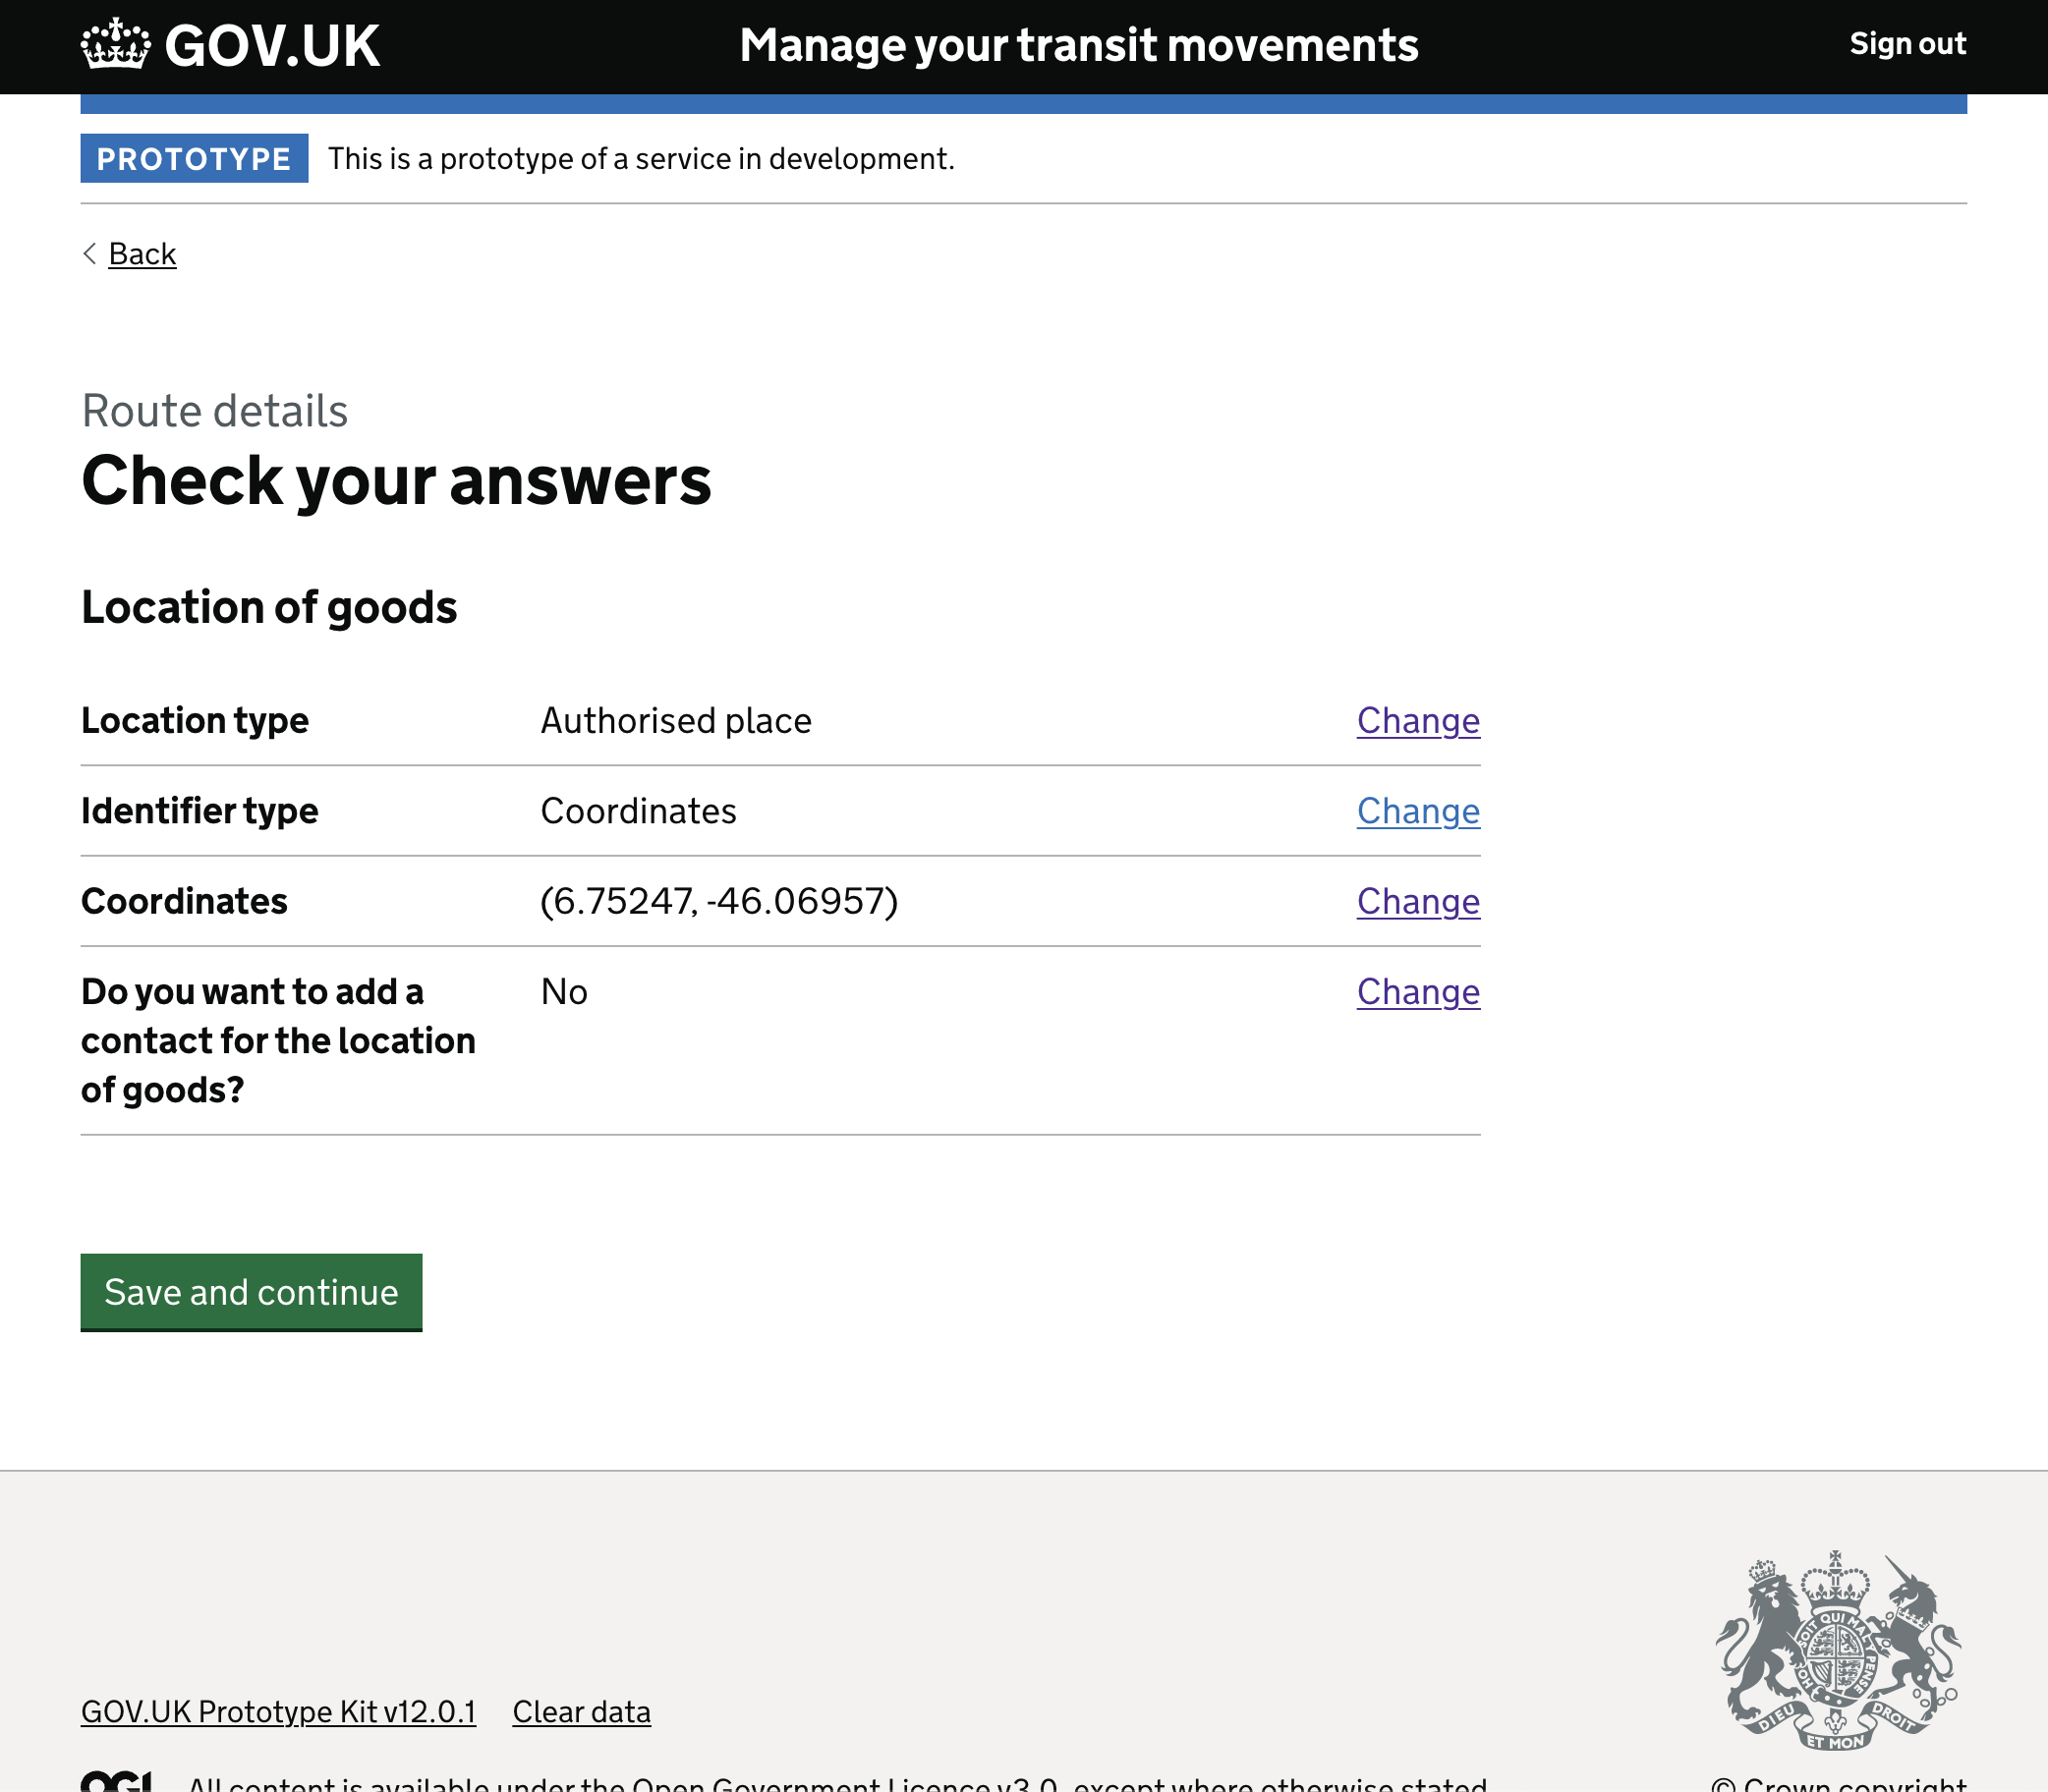 GOV.UK Manage your transit movements Sign out
PROTOTYPE This is a prototype of a service in development.
Back
Route details
Check your answers
Location of goods
Location type Authorised place Change
Identifier type Coordinates Change
Coordinates (6.75247, -46.06957) Change
Do you want to add a No Change
contact for the location
of goods?
Save and continue
SOIT QUI MAL Y PENSE
DIEU ET MON DROIT
GOV.UK Prototype Kit v12.0.1 Clear data
OGL All content is available under the Open Government Licence v3.0, except where otherwise stated © Crown copyright